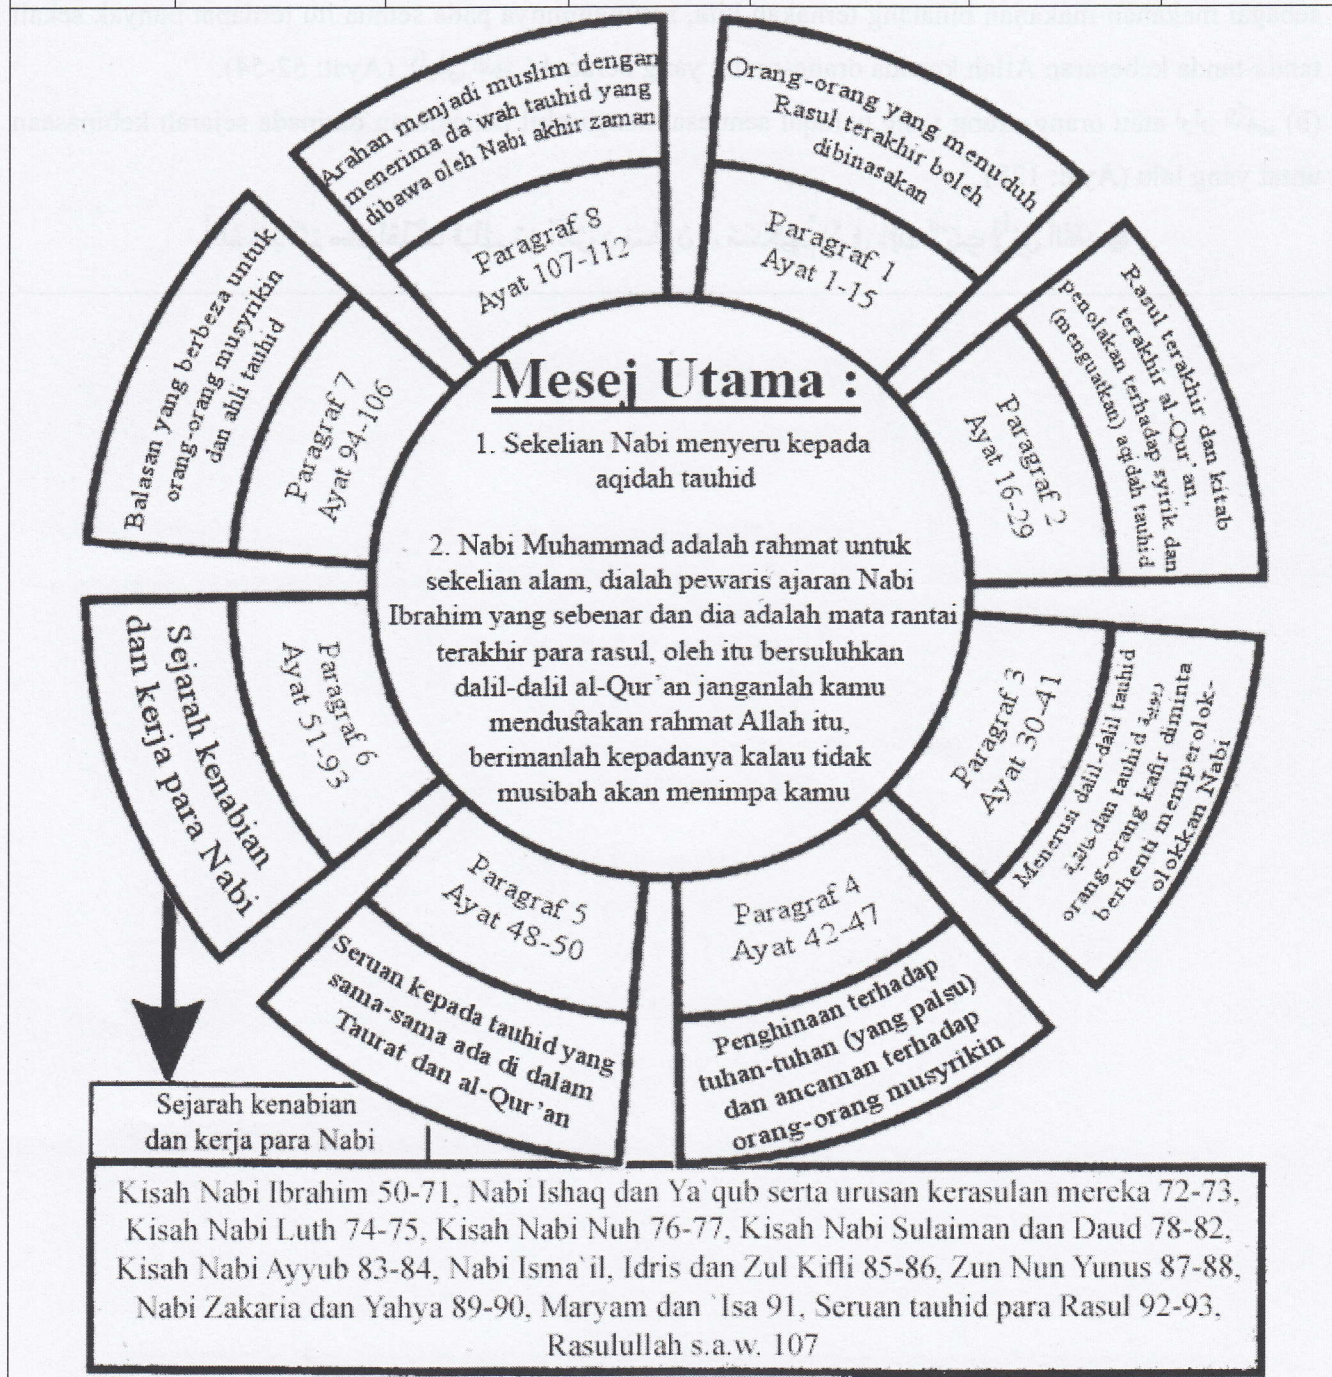 Mesej Utama :
1. Sekelian Nabi menyeru kepada
aqidah tauhid
2. Nabi Muhammad adalah rahmat untuk
sekelian alam, dialah pewaris ajaran Nabi
Ibrahim yang sebenar dan dia adalah mata rantai
terakhir para rasul, oleh itu bersuluhkan
dalil-dalil al-Qur'an janganlah kamu
mendustakan rahmat Allah itu,
berimanlah kepadanya kalau tidak
musibah akan menimpa kamu
Orang-orang yang menuduh
Rasul terakhir boleh
dibinasakan
Paragraf 1
Ayat 1-15
Rasul terakhir dan kitab
terakhir al-Qur'an,
penolakan terhadap syirik dan
(menguatkan) aqidah tauhid
Paragraf 2
Ayat 16-29
Paragraf 3
Ayat 30-41
Menerusi dalil-dalil tauhid
dan tauhid
orang-orang kafir diminta
berhenti memperolok-
olokkan Nabi
Paragraf 4
Ayat 42-47
Penghinaan terhadap
tuhan-tuhan (yang palsu)
dan ancaman terhadap
orang-orang musyrikin
Paragraf 5
Ayat 48-50
Seruan kepada tauhid yang
sama-sama ada di dalam
Taurat dan al-Qur'an
Paragraf 6
Ayat 51-93
Sejarah kenabian
dan kerja para Nabi
Balasan yang berbeza untuk
orang-orang musyrikin
dan ahli tauhid
Paragraf 7
Ayat 94-106
Arahan menjadi muslim dengan
menerima da wah tauhid yang
dibawa oleh Nabi akhir zaman
Paragraf 8
Ayat 107-112
Sejarah kenabian
dan kerja para Nabi
Kisah Nabi Ibrahim 50-71, Nabi Ishaq dan Ya`qub serta urusan kerasulan mereka 72-73,
Kisah Nabi Luth 74-75, Kisah Nabi Nuh 76-77, Kisah Nabi Sulaiman dan Daud 78-82,
Kisah Nabi Ayyub 83-84, Nabi Isma`il, Idris dan Zul Kifli 85-86, Zun Nun Yunus 87-88,
Nabi Zakaria dan Yahya 89-90, Maryam dan `Isa 91, Seruan tauhid para Rasul 92-93,
Rasulullah s.a.w. 107